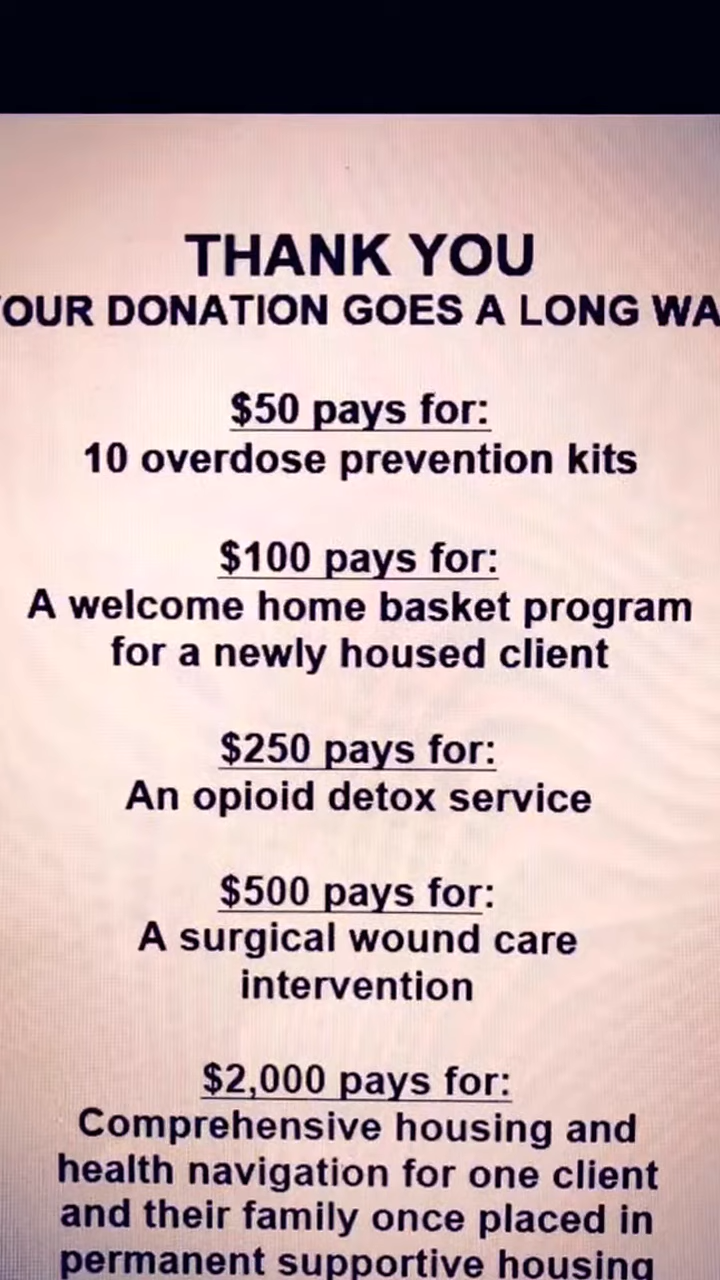 THANK YOU
OUR DONATION GOES A LONG WA
$50 pays for:
10 overdose prevention kits
$100 pays for:
A welcome home basket program
for a newly housed client
$250 pays for:
An opioid detox service
$500 pays for:
A surgical wound care
intervention
$2,000 pays for:
Comprehensive housing and
health navigation for one client
and their family once placed in
permanent supportive housing